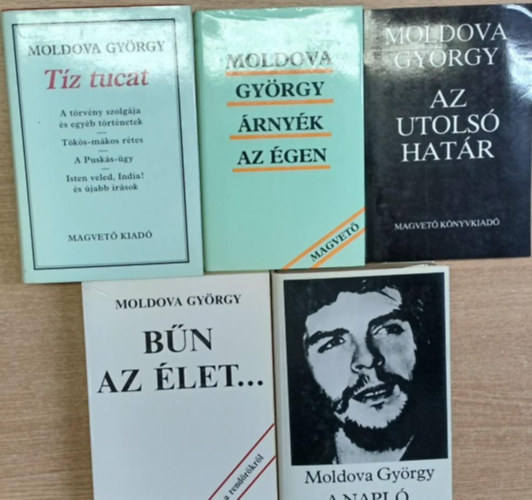 MOLDOVA GYÖRGY
Tíz tucat
A törvény szolgája
és egyéb történetek
Tökös-mákos rétes
A Puskás-ügy
Isten veled, India!
és újabb írások
MAGVETŐ KIADÓ
MOLDOVA
GYÖRGY
ÁRNYÉK
AZ ÉGEN
MAGVETŐ
MOLDOVA
GYÖRGY
AZ
UTOLSÓ
HATÁR
MAGVETŐ KÖNYVKIADÓ
MOLDOVA GYÖRGY
BŰN
AZ ÉLET...
a rendőrökről
Moldova György
A NAPLÓ